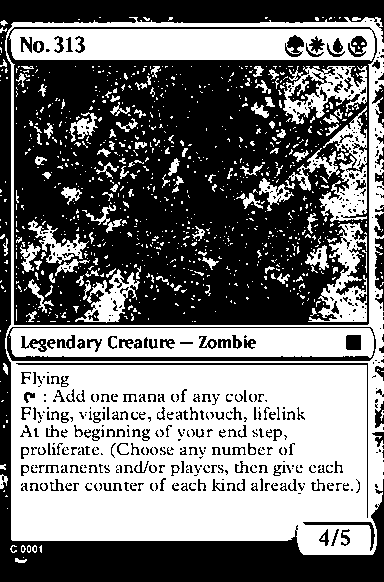 No. 313
Legendary Creature — Zombie
Flying
: Add one mana of any color.
Flying, vigilance, deathtouch, lifelink
At the beginning of your end step,
proliferate. (Choose any number of
permanents and/or players, then give each
another counter of each kind already there.)
4/5
C 0001